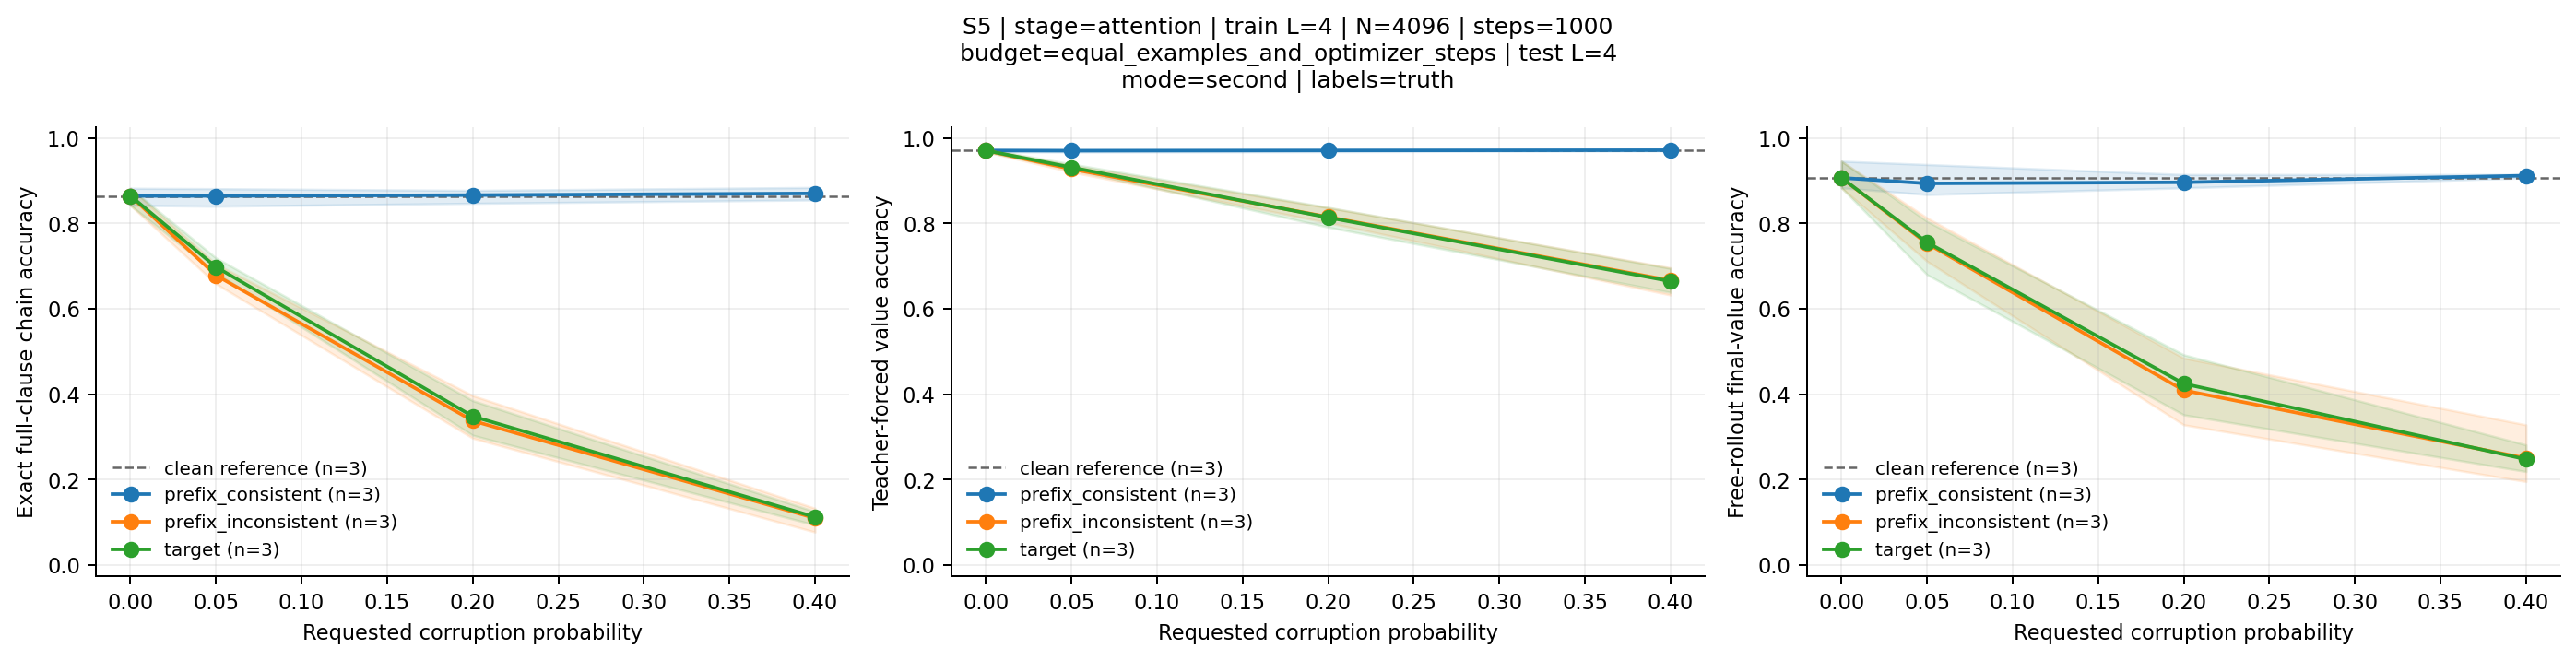 S5 | stage=attention | train L=4 | N=4096 | steps=1000
budget=equal_examples_and_optimizer_steps | test L=4
mode=second | labels=truth
Exact full-clause chain accuracy
1.0
0.8
0.6
0.4
0.2
0.0
clean reference (n=3)
prefix_consistent (n=3)
prefix_inconsistent (n=3)
target (n=3)
0.00 0.05 0.10 0.15 0.20 0.25 0.30 0.35 0.40
Requested corruption probability
Teacher-forced value accuracy
1.0
0.8
0.6
0.4
0.2
0.0
clean reference (n=3)
prefix_consistent (n=3)
prefix_inconsistent (n=3)
target (n=3)
0.00 0.05 0.10 0.15 0.20 0.25 0.30 0.35 0.40
Requested corruption probability
Free-rollout final-value accuracy
1.0
0.8
0.6
0.4
0.2
0.0
clean reference (n=3)
prefix_consistent (n=3)
prefix_inconsistent (n=3)
target (n=3)
0.00 0.05 0.10 0.15 0.20 0.25 0.30 0.35 0.40
Requested corruption probability